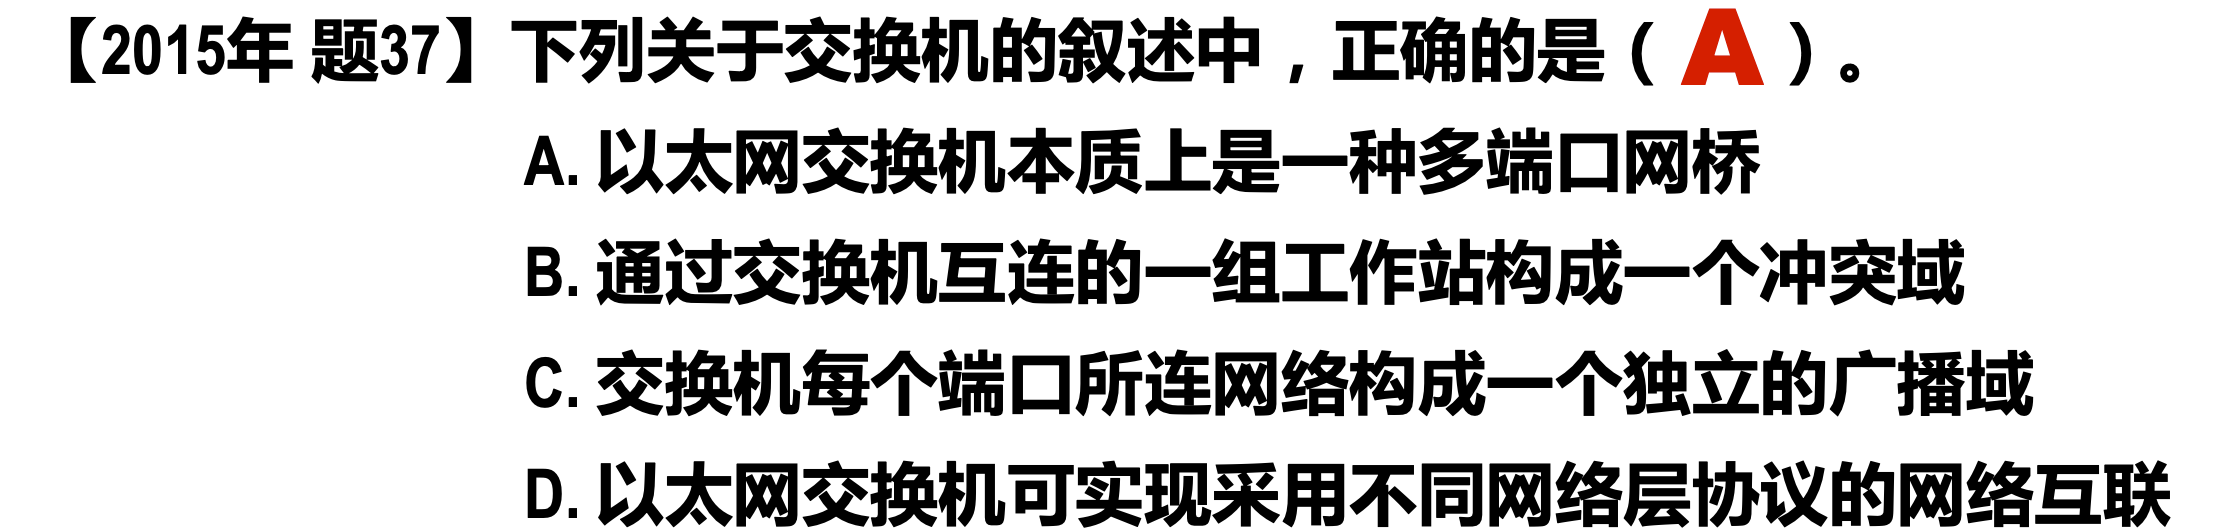 【2015年 题37】下列关于交换机的叙述中，正确的是（ A ）。
A. 以太网交换机本质上是一种多端口网桥
B. 通过交换机互连的一组工作站构成一个冲突域
C. 交换机每个端口所连网络构成一个独立的广播域
D. 以太网交换机可实现采用不同网络层协议的网络互联